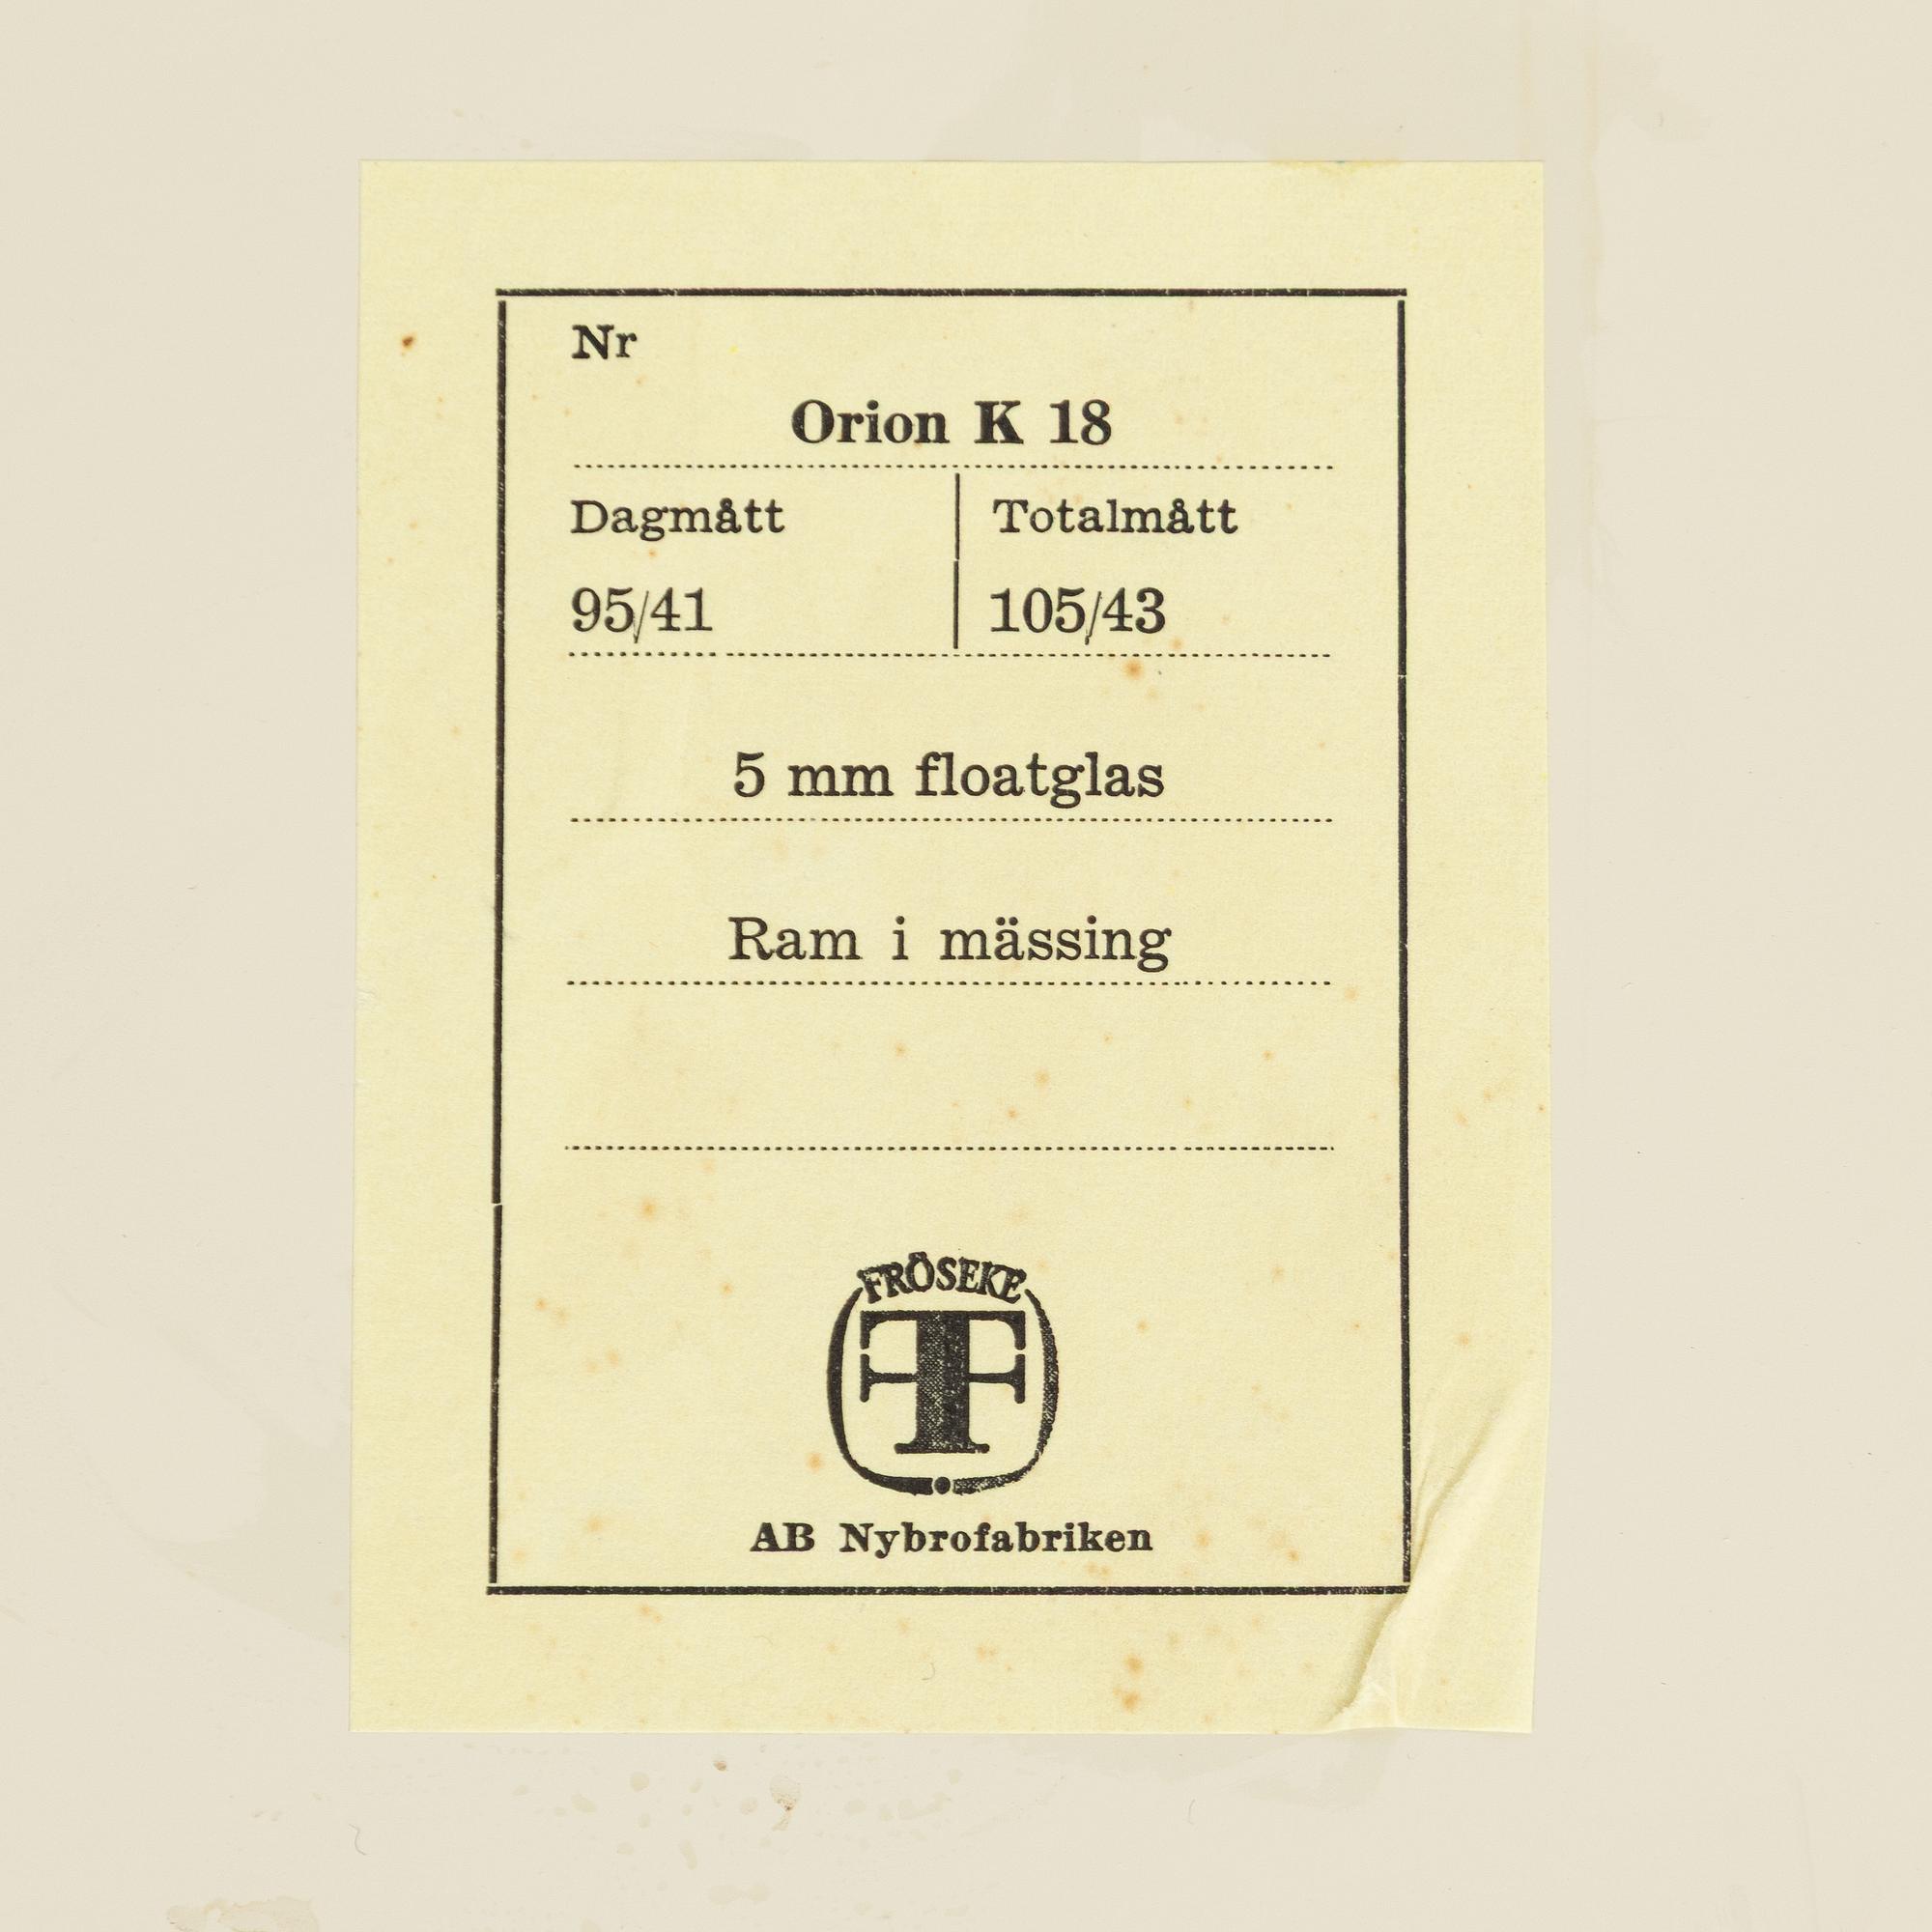 Nr
Orion K 18
Dagmått Totalmått
95/41 105/43
5 mm floatglas
Ram i mässing
FRÖSEKE
F
AB Nybrofabriken